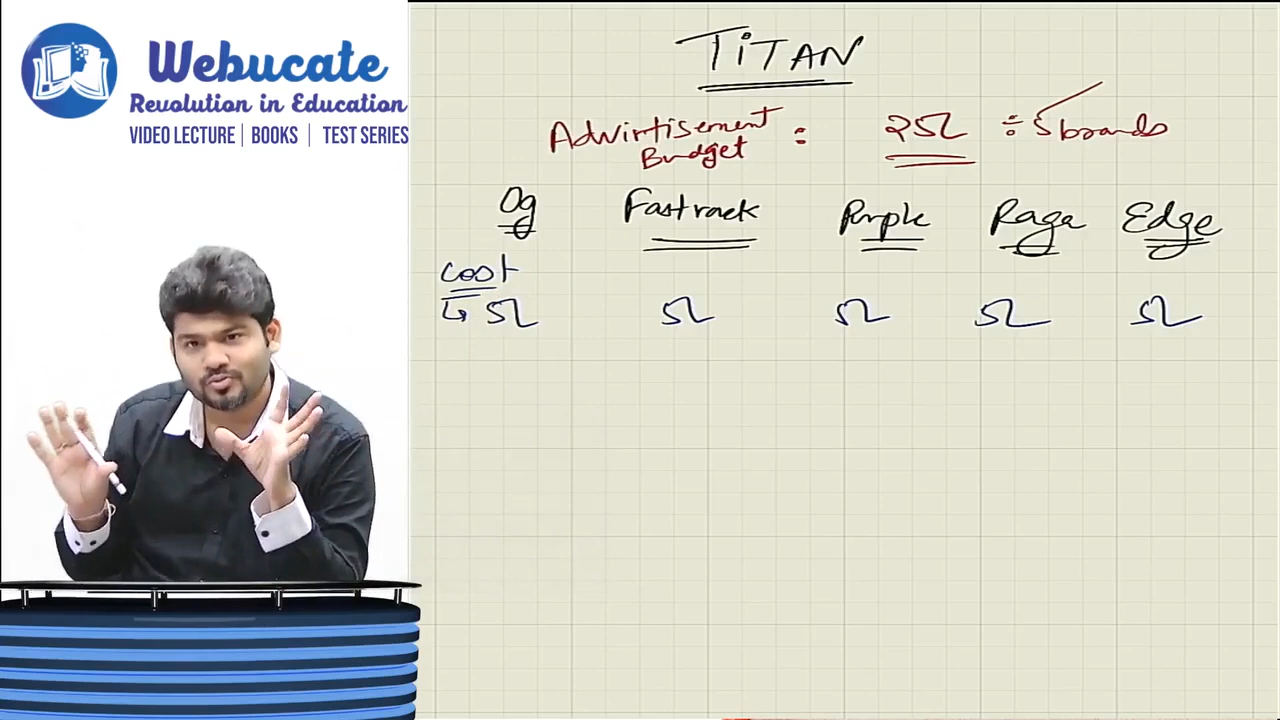 Webucate
Revolution in Education
VIDEO LECTURE | BOOKS | TEST SERIES
TiTAN
Advirtisement Budget : 25L ÷ 5 brands
Og Fastrack Purple Raga Edge
Cost
↳ 5L 5L 5L 5L 5L